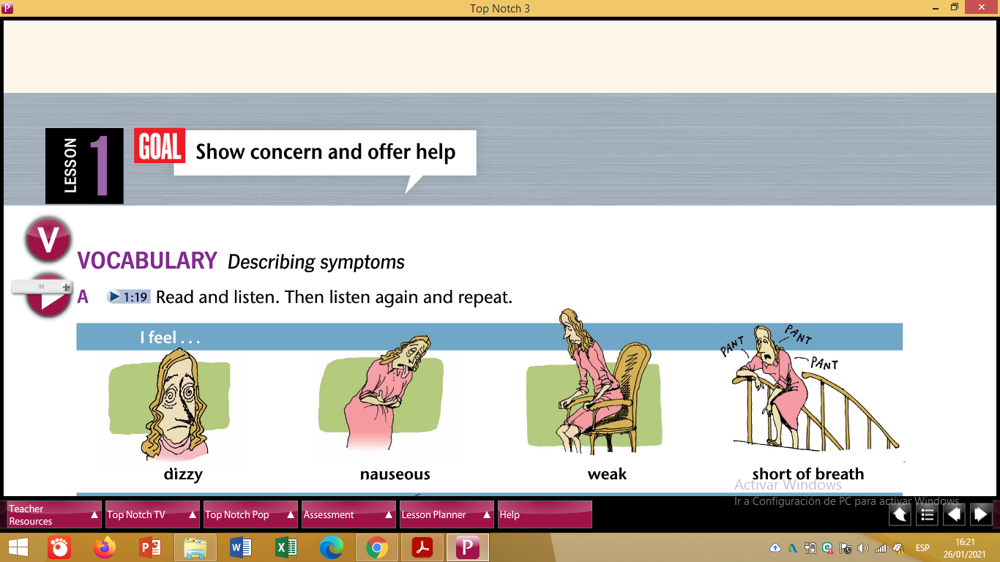 Top Notch 3
LESSON 1
GOAL Show concern and offer help
V
VOCABULARY Describing symptoms
A 1:19 Read and listen. Then listen again and repeat.
I feel . . .
PANT PANT PANT
dizzy nauseous weak short of breath
Activar Windows
Ir a Configuración de PC para activar Windows.
Teacher Resources Top Notch TV Top Notch Pop Assessment Lesson Planner Help
ESP
16:21
26/01/2021